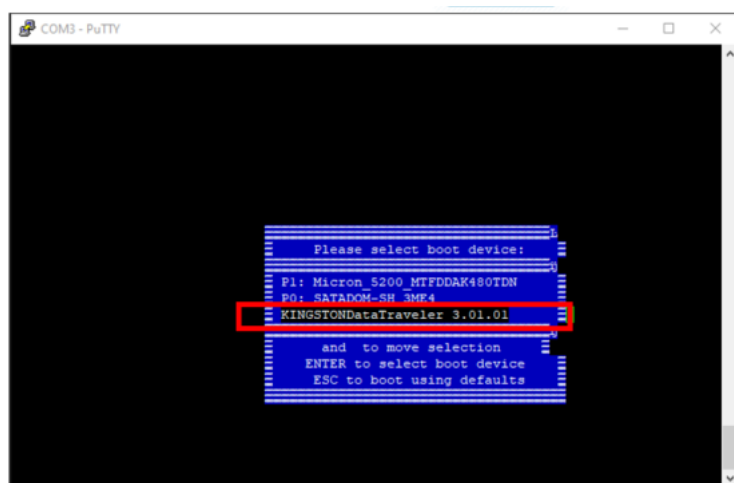 COM3 - PuTTY
Please select boot device:
P1: Micron_5200_MTFDDAK480TDN
P0: SATADOM-SH 3ME4
KINGSTONDataTraveler 3.01.01
and to move selection
ENTER to select boot device
ESC to boot using defaults